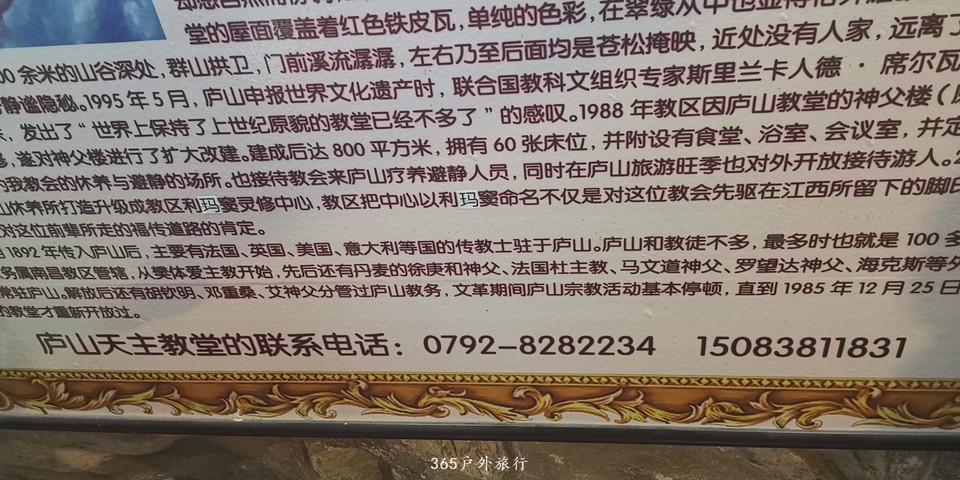 堂的屋面覆盖着红色铁皮瓦，单纯的色彩，在翠绿丛中也显得格外
00余米的山谷深处，群山拱卫，门前溪流潺潺，左右乃至后面均是苍松掩映，近处没有人家，远离了
静谧隐秘。1995年5月，庐山申报世界文化遗产时，联合国教科文组织专家斯里兰卡人德·席尔瓦
发出了“世界上保持了上世纪原貌的教堂已经不多了”的感叹。1988年教区因庐山教堂的神父楼（
遂对神父楼进行了扩大改建。建成后达800平方米，拥有60张床位，并附设有食堂、浴室、会议室，并定
为我教会的休养与避静的场所。也接待教会来庐山疗养避静人员，同时在庐山旅游旺季也对外开放接待游人。2
山休养所打造升级成教区利玛窦灵修中心，教区把中心以利玛窦命名不仅是对这位教会先驱在江西所留下的脚印
对这位前辈所走的福传道路的肯定。
1892年传入庐山后，主要有法国、英国、美国、意大利等国的传教士驻于庐山。庐山和教徒不多，最多时也就是100多
务属南昌教区管辖，从樊体爱主教开始，先后还有丹麦的徐庚和神父、法国杜主教、马文道神父、罗望达神父、海克斯等外
常驻庐山。解放后还有胡钦明、邓重桑、艾神父分管过庐山教务，文革期间庐山宗教活动基本停顿，直到1985年12月25日
的教堂才重新开放过。
庐山天主教堂的联系电话：0792-8282234 15083811831
365户外旅行